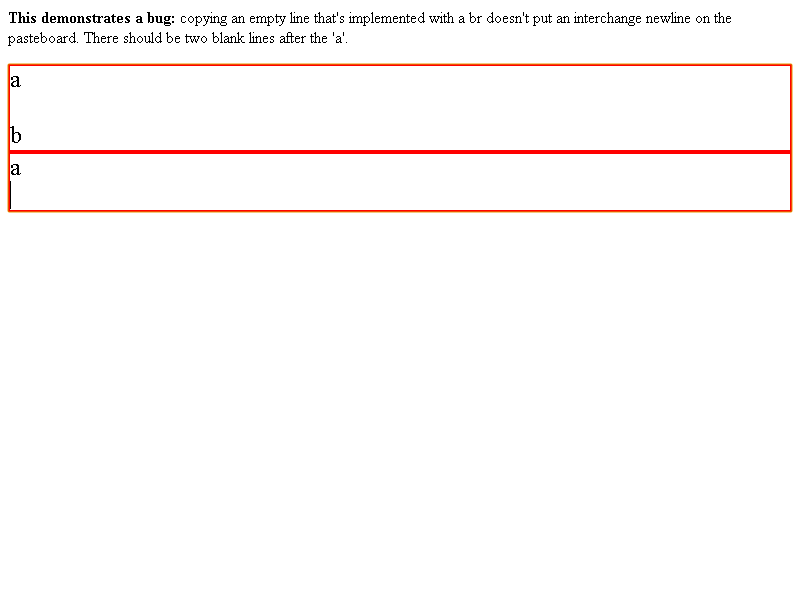 This demonstrates a bug: copying an empty line that's implemented with a br doesn't put an interchange newline on the
pasteboard. There should be two blank lines after the 'a'.
a
b
a